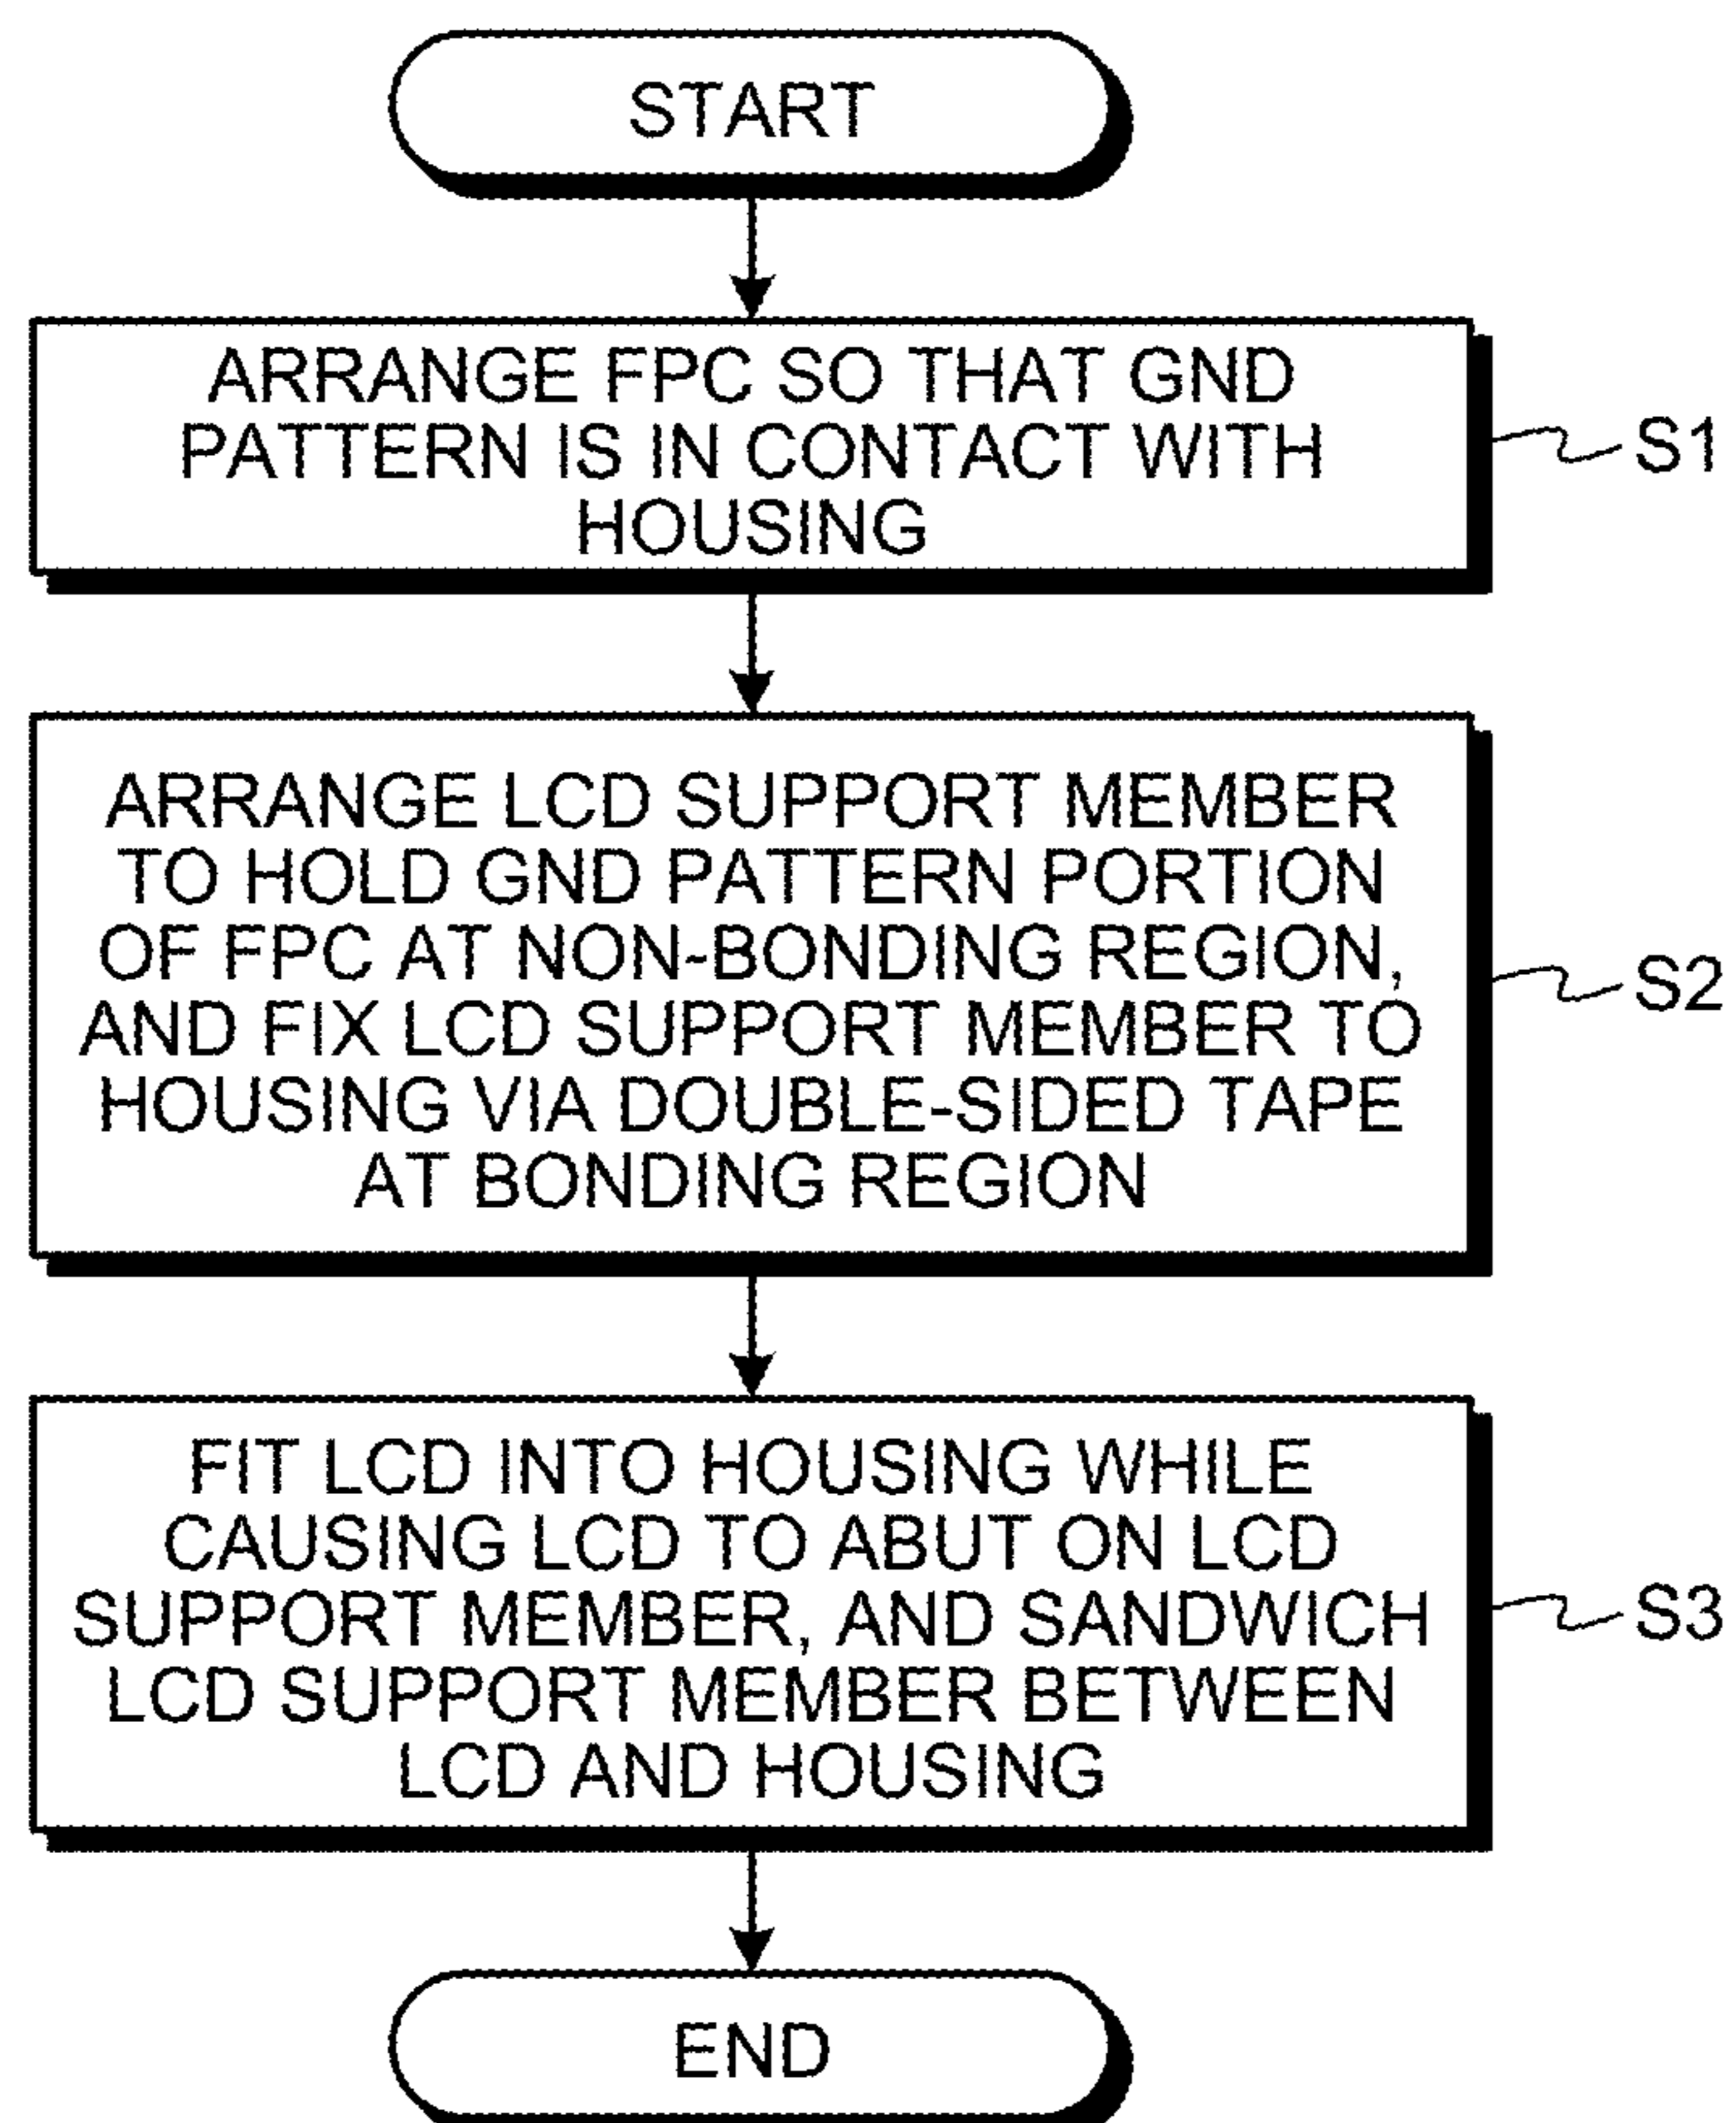 START
ARRANGE FPC SO THAT GND
PATTERN IS IN CONTACT WITH
HOUSING
S1
ARRANGE LCD SUPPORT MEMBER
TO HOLD GND PATTERN PORTION
OF FPC AT NON-BONDING REGION,
AND FIX LCD SUPPORT MEMBER TO
HOUSING VIA DOUBLE-SIDED TAPE
AT BONDING REGION
S2
FIT LCD INTO HOUSING WHILE
CAUSING LCD TO ABUT ON LCD
SUPPORT MEMBER, AND SANDWICH
LCD SUPPORT MEMBER BETWEEN
LCD AND HOUSING
S3
END